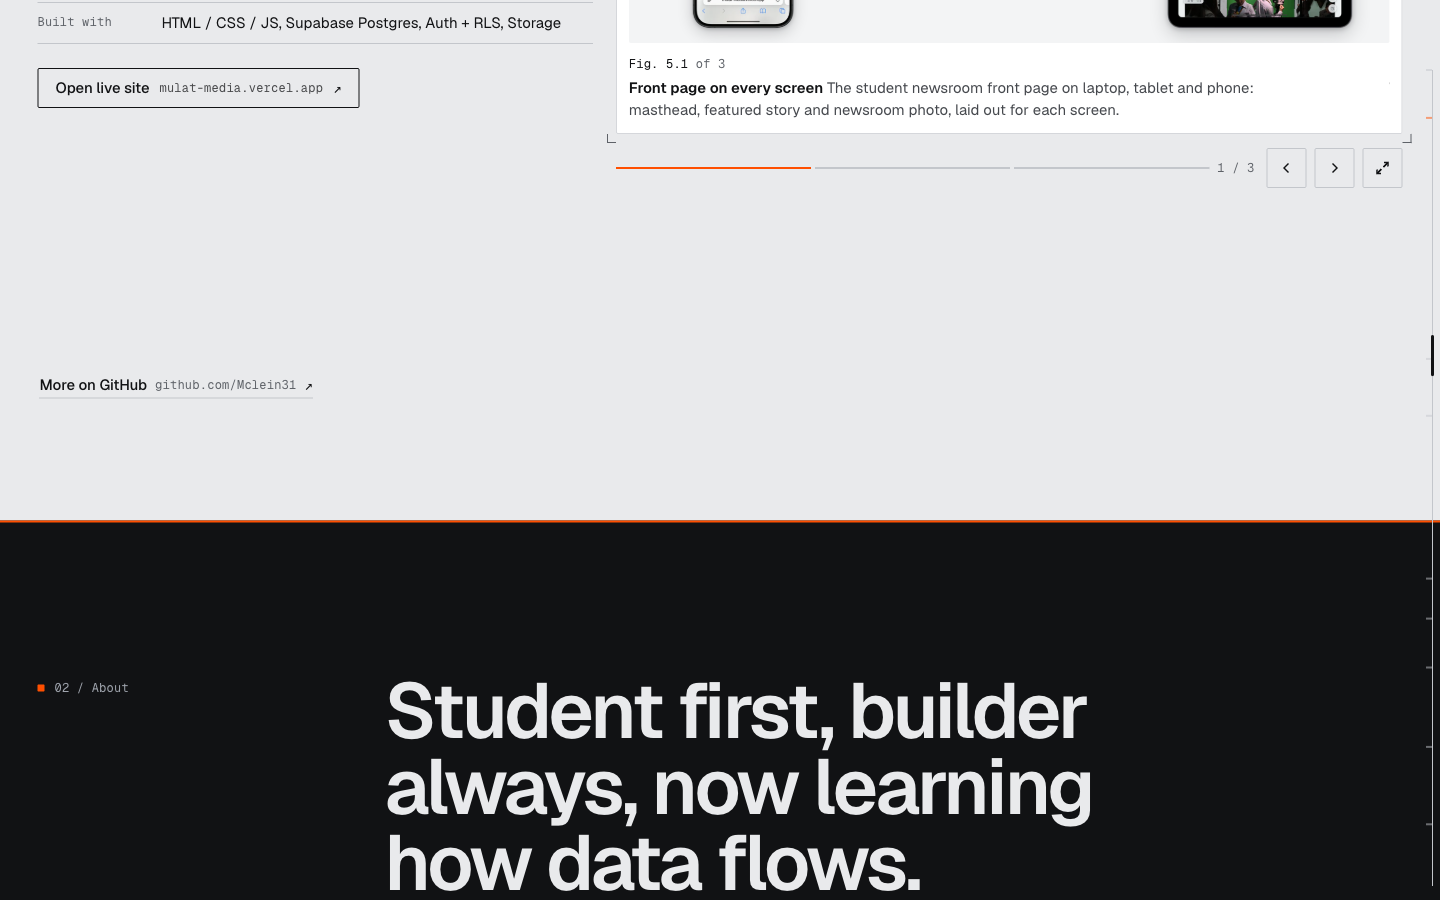 Built with HTML / CSS / JS, Supabase Postgres, Auth + RLS, Storage
Open live site mulat-media.vercel.app ↗
Fig. 5.1 of 3
Front page on every screen The student newsroom front page on laptop, tablet and phone:
masthead, featured story and newsroom photo, laid out for each screen.
1 / 3
More on GitHub github.com/Mclein31 ↗
02 / About
Student first, builder
always, now learning
how data flows.